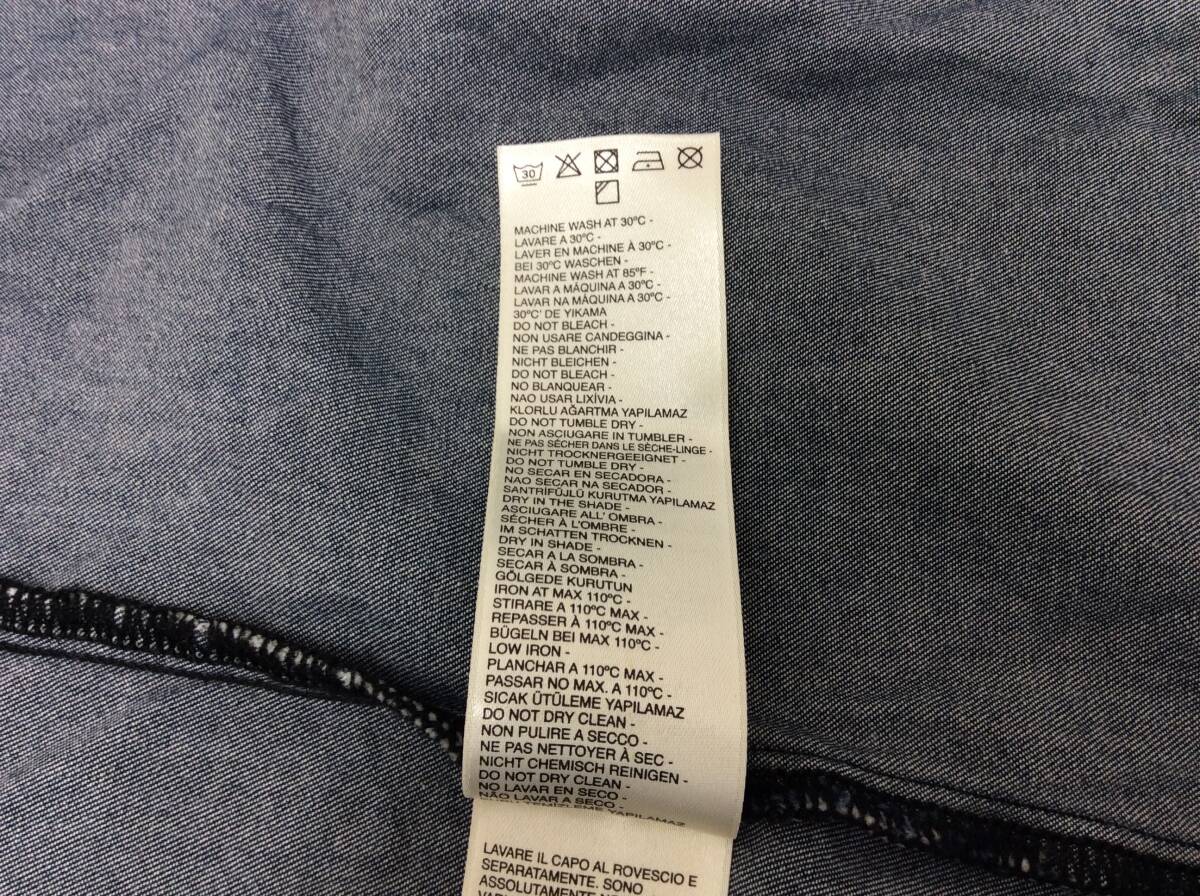 30
MACHINE WASH AT 30ºC -
LAVARE A 30ºC -
LAVER EN MACHINE À 30ºC -
BEI 30ºC WASCHEN -
MACHINE WASH AT 85ºF -
LAVAR A MÁQUINA A 30ºC -
LAVAR NA MÁQUINA A 30ºC -
30ºC' DE YIKAMA
DO NOT BLEACH -
NON USARE CANDEGGINA -
NE PAS BLANCHIR -
NICHT BLEICHEN -
DO NOT BLEACH -
NO BLANQUEAR -
NAO USAR LIXÍVIA -
KLORLU AĞARTMA YAPILAMAZ
DO NOT TUMBLE DRY -
NON ASCIUGARE IN TUMBLER -
NE PAS SÉCHER DANS LE SÈCHE-LINGE -
NICHT TROCKNERGEEIGNET -
DO NOT TUMBLE DRY -
NO SECAR EN SECADORA -
NAO SECAR NA SECADOR -
SANTRİFÜJLÜ KURUTMA YAPILAMAZ
DRY IN THE SHADE -
ASCIUGARE ALL' OMBRA -
SÉCHER À L'OMBRE -
IM SCHATTEN TROCKNEN -
DRY IN SHADE -
SECAR A LA SOMBRA -
SECAR À SOMBRA -
GÖLGEDE KURUTUN
IRON AT MAX 110ºC -
STIRARE A 110ºC MAX -
REPASSER À 110ºC MAX -
BÜGELN BEI MAX 110ºC -
LOW IRON -
PLANCHAR A 110ºC MAX -
PASSAR NO MAX. A 110ºC -
SICAK ÜTÜLEME YAPILAMAZ
DO NOT DRY CLEAN -
NON PULIRE A SECCO -
NE PAS NETTOYER À SEC -
NICHT CHEMISCH REINIGEN -
DO NOT DRY CLEAN -
NO LAVAR EN SECO -
NÃO LAVAR A SECO -
YAPILAMAZ
LAVARE IL CAPO AL ROVESCIO E
SEPARATAMENTE. SONO
ASSOLUTAMENTE